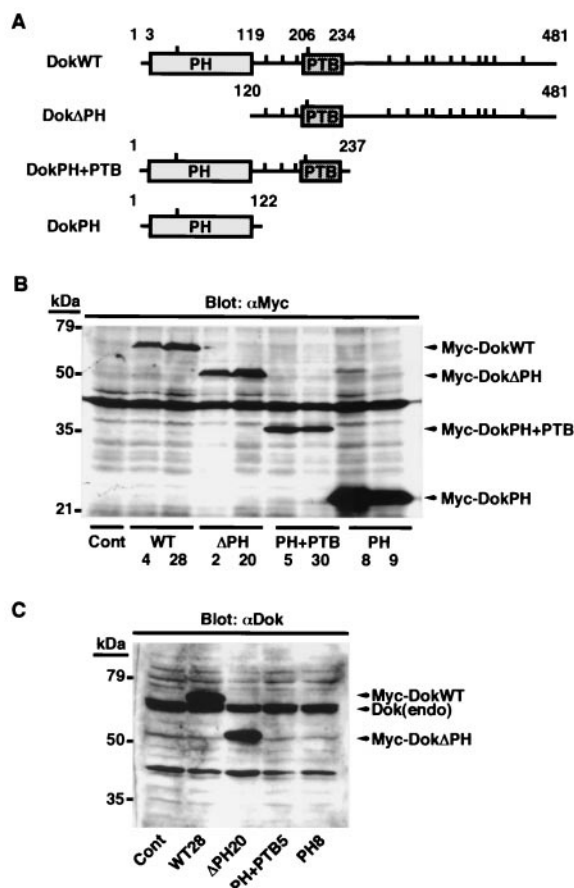 A
1 3 119 206 234 481
DokWT PH PTB
120 481
DokΔPH PTB
1 237
DokPH+PTB PH PTB
1 122
DokPH PH
B
kDa Blot: αMyc
79-
Myc-DokWT
50-
Myc-DokΔPH
35-
Myc-DokPH+PTB
21-
Myc-DokPH
Cont WT ΔPH PH+PTB PH
4 28 2 20 5 30 8 9
C
Blot: αDok
kDa
79-
Myc-DokWT
Dok(endo)
50-
Myc-DokΔPH
35-
Cont WT28 ΔPH20 PH+PTB5 PH8